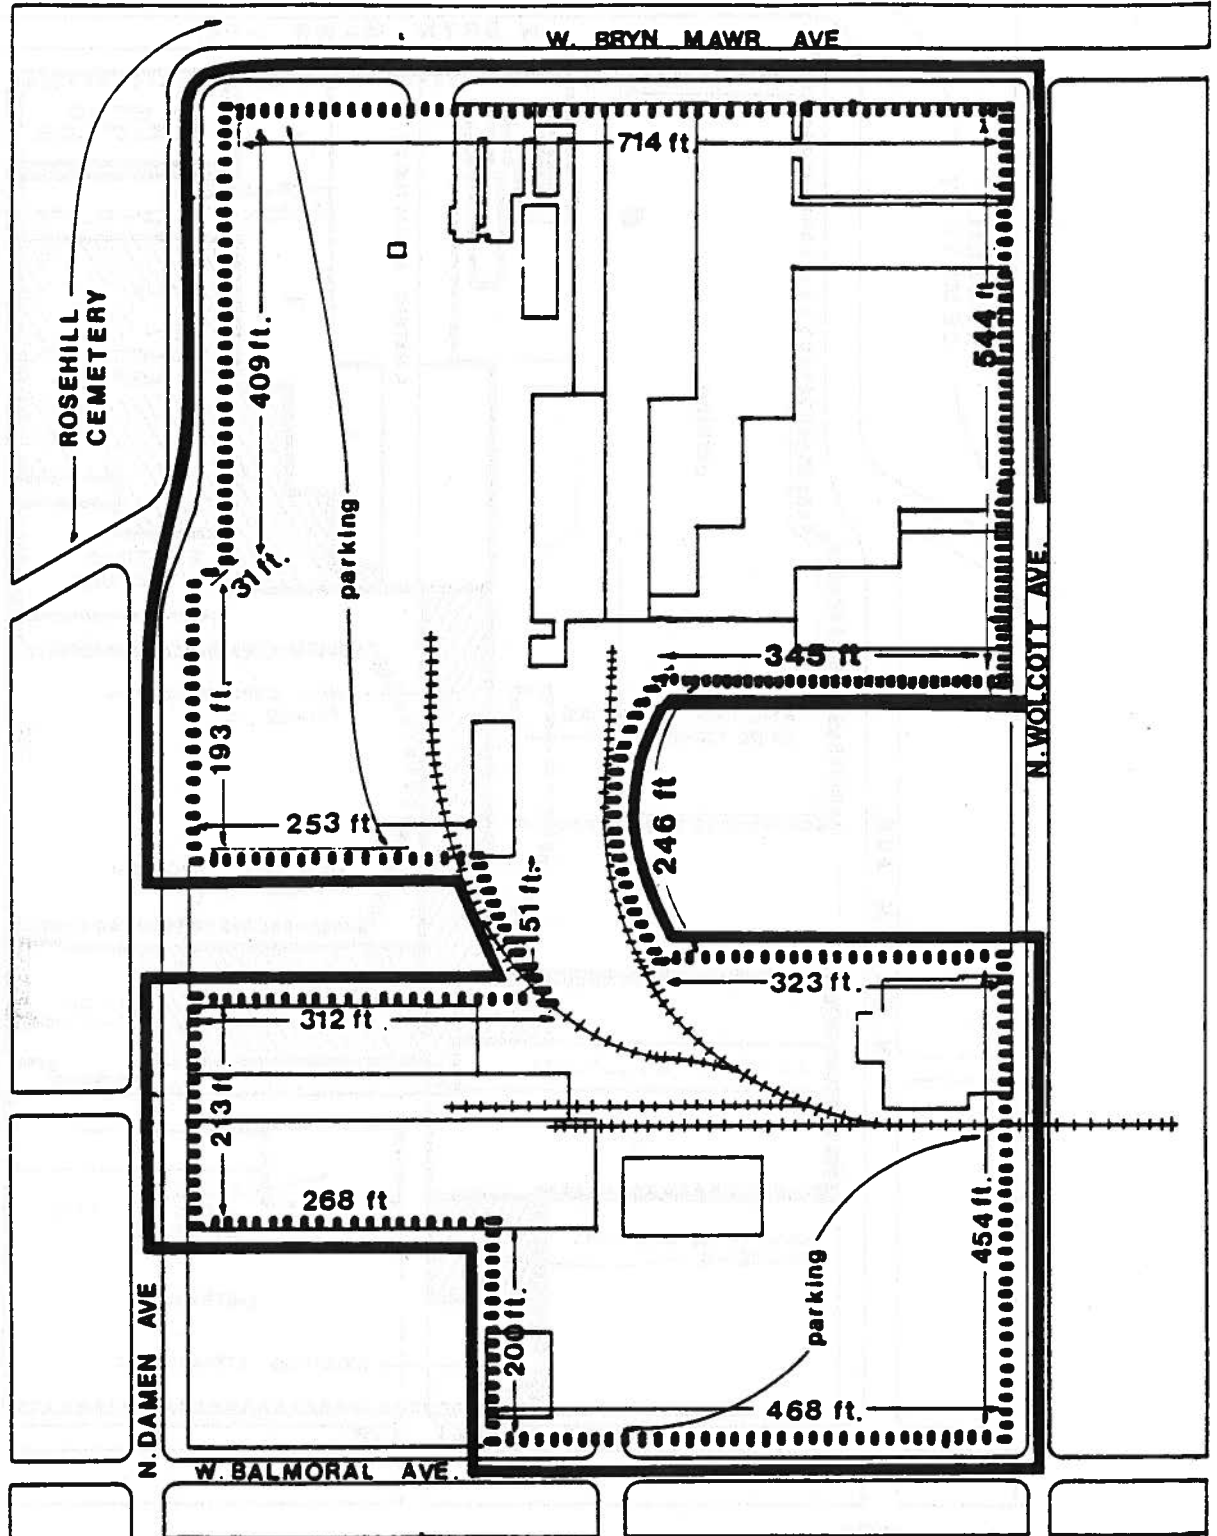 W. BRYN MAWR AVE
714 ft.
ROSEHILL
CEMETERY
409 ft.
544 ft
parking
31 ft.
N. WOLCOTT AVE.
345 ft
193 ft.
246 ft
253 ft
151 ft.
323 ft.
312 ft
213 ft.
268 ft
454 ft.
parking
200 ft.
468 ft.
N. DAMEN AVE
W. BALMORAL AVE.